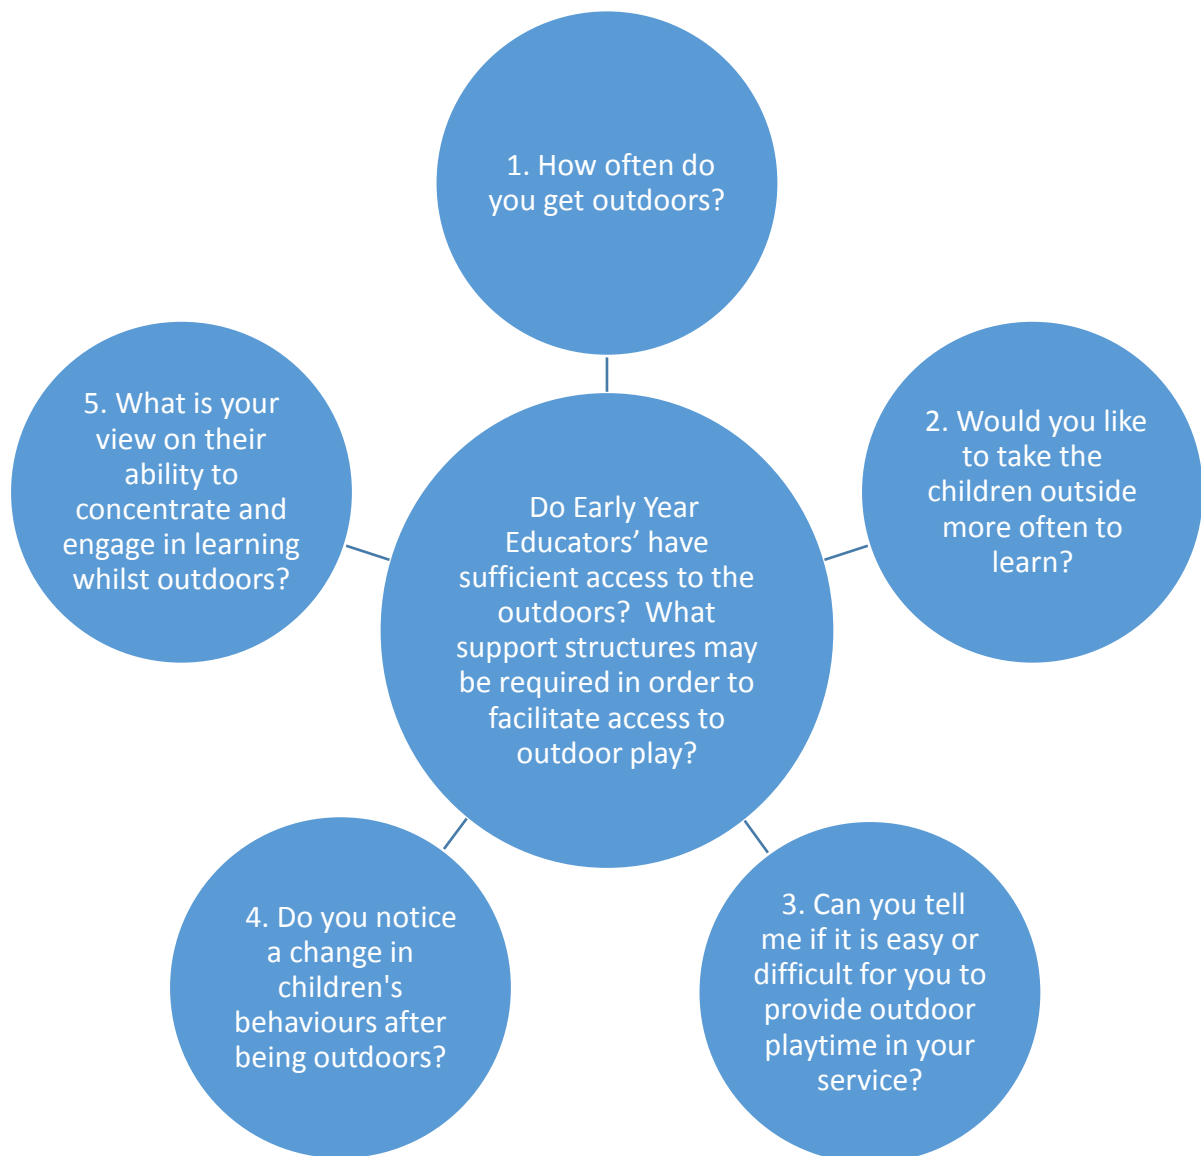 1. How often do
you get outdoors?
2. Would you like
to take the
children outside
more often to
learn?
3. Can you tell
me if it is easy or
difficult for you to
provide outdoor
playtime in your
service?
4. Do you notice
a change in
children's
behaviours after
being outdoors?
5. What is your
view on their
ability to
concentrate and
engage in learning
whilst outdoors?
Do Early Year
Educators’ have
sufficient access to the
outdoors?  What
support structures may
be required in order to
facilitate access to
outdoor play?